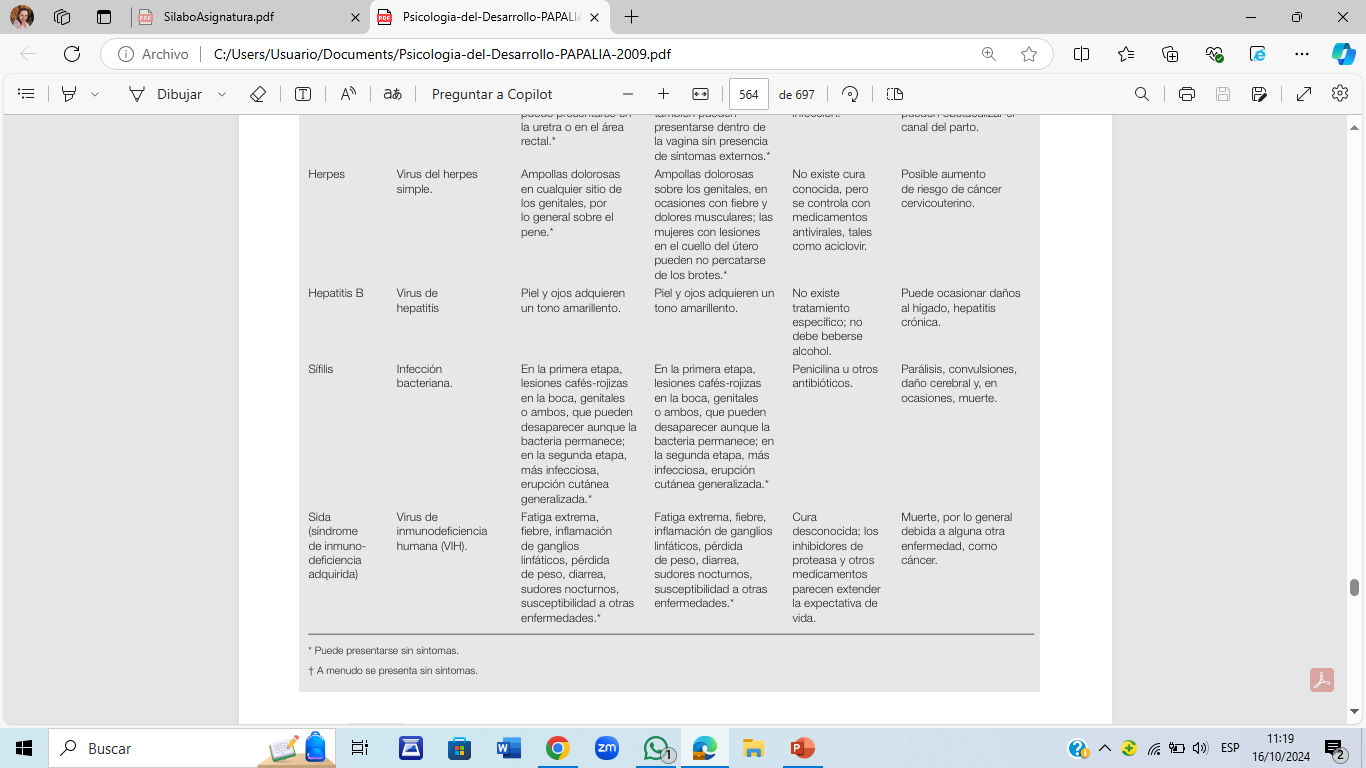 SilaboAsignatura.pdf
Psicologia-del-Desarrollo-PAPALIA
Archivo
C:/Users/Usuario/Documents/Psicologia-del-Desarrollo-PAPALIA-2009.pdf
Dibujar
aあ
Preguntar a Copilot
564
de 697
la uretra o en el área
rectal.*
también pueden
presentarse dentro de
la vagina sin presencia
de síntomas externos.*
infección.
canal del parto.
Herpes
Virus del herpes
simple.
Ampollas dolorosas
en cualquier sitio de
los genitales, por
lo general sobre el
pene.*
Ampollas dolorosas
sobre los genitales, en
ocasiones con fiebre y
dolores musculares; las
mujeres con lesiones
en el cuello del útero
pueden no percatarse
de los brotes.*
No existe cura
conocida, pero
se controla con
medicamentos
antivirales, tales
como aciclovir.
Posible aumento
de riesgo de cáncer
cervicouterino.
Hepatitis B
Virus de
hepatitis
Piel y ojos adquieren
un tono amarillento.
Piel y ojos adquieren un
tono amarillento.
No existe
tratamiento
específico; no
debe beberse
alcohol.
Puede ocasionar daños
al hígado, hepatitis
crónica.
Sífilis
Infección
bacteriana.
En la primera etapa,
lesiones cafés-rojizas
en la boca, genitales
o ambos, que pueden
desaparecer aunque la
bacteria permanece;
en la segunda etapa,
más infecciosa,
erupción cutánea
generalizada.*
En la primera etapa,
lesiones cafés-rojizas
en la boca, genitales
o ambos, que pueden
desaparecer aunque la
bacteria permanece; en
la segunda etapa, más
infecciosa, erupción
cutánea generalizada.*
Penicilina u otros
antibióticos.
Parálisis, convulsiones,
daño cerebral y, en
ocasiones, muerte.
Sida
(síndrome
de inmuno-
deficiencia
adquirida)
Virus de
inmunodeficiencia
humana (VIH).
Fatiga extrema,
fiebre, inflamación
de ganglios
linfáticos, pérdida
de peso, diarrea,
sudores nocturnos,
susceptibilidad a otras
enfermedades.*
Fatiga extrema, fiebre,
inflamación de ganglios
linfáticos, pérdida
de peso, diarrea,
sudores nocturnos,
susceptibilidad a otras
enfermedades.*
Cura
desconocida; los
inhibidores de
proteasa y otros
medicamentos
parecen extender
la expectativa de
vida.
Muerte, por lo general
debida a alguna otra
enfermedad, como
cáncer.
* Puede presentarse sin síntomas.
† A menudo se presenta sin síntomas.
Buscar
zm
1
ESP
11:19
16/10/2024
2